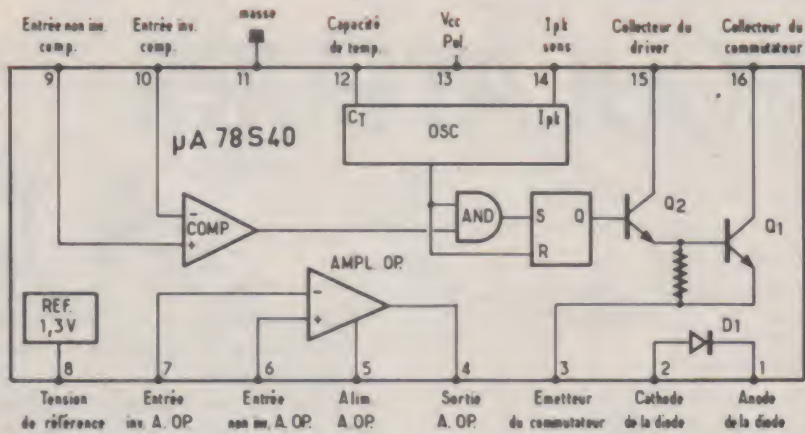 masse
Entrée non inv. comp.
Entrée inv. comp.
Capacité de temp.
Vcc Pol.
Ipk sens
Collecteur du driver
Collecteur du commutateur
9
10
11
12
13
14
15
16
CT
OSC
Ipk
µA 78S40
COMP
-
+
AND
S
Q
R
Q2
Q1
AMPL. OP.
-
+
REF. 1,3V
D1
8
7
6
5
4
3
2
1
Tension de référence
Entrée inv. A. OP.
Entrée non inv. A. OP.
Alim. A. OP.
Sortie A. OP.
Emetteur du commutateur
Cathode de la diode
Anode de la diode